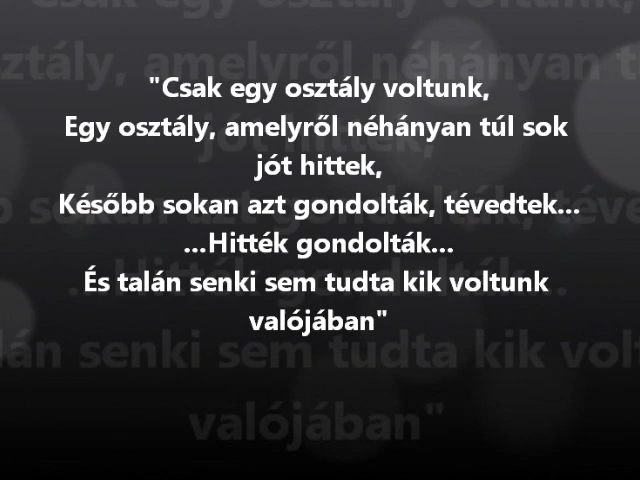 "Csak egy osztály voltunk,
Egy osztály, amelyről néhányan túl sok
jót hittek,
Később sokan azt gondolták, tévedtek...
...Hitték gondolták...
És talán senki sem tudta kik voltunk
valójában"